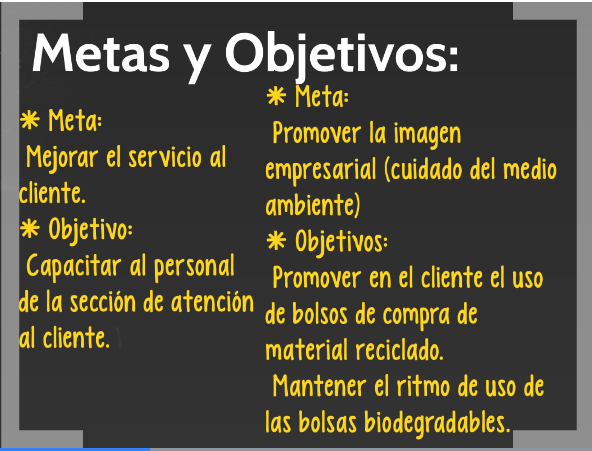 Metas y Objetivos:
* Meta:
Mejorar el servicio al
cliente.
* Objetivo:
Capacitar al personal
de la sección de atención
al cliente.
* Meta:
Promover la imagen
empresarial (cuidado del medio
ambiente)
* Objetivos:
Promover en el cliente el uso
de bolsos de compra de
material reciclado.
Mantener el ritmo de uso de
las bolsas biodegradables.